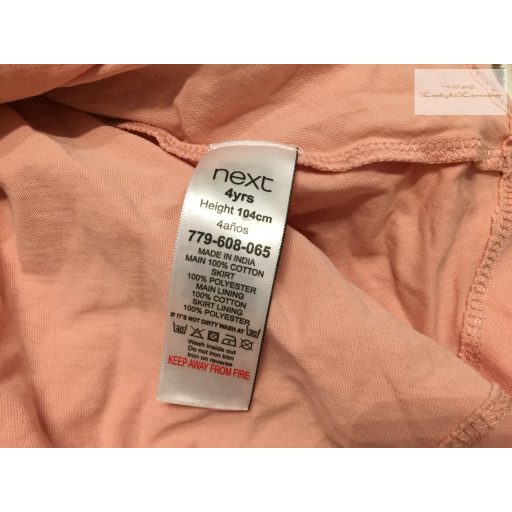 next
4yrs
Height 104cm
4años
779-608-065
MADE IN INDIA
MAIN 100% COTTON
SKIRT
100% POLYESTER
MAIN LINING
100% COTTON
SKIRT LINING
100% POLYESTER
IF IT'S NOT DIRTY WASH AT 30
Wash inside out
Do not iron trim
Iron on reverse
KEEP AWAY FROM FIRE